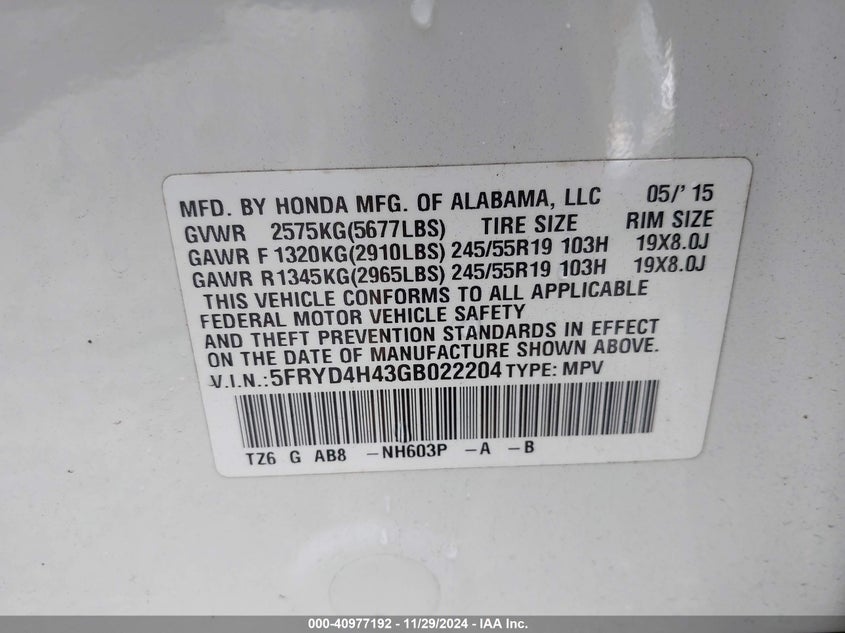 MFD. BY HONDA MFG. OF ALABAMA, LLC 05/'15
GVWR 2575KG(5677LBS) TIRE SIZE RIM SIZE
GAWR F 1320KG(2910LBS) 245/55R19 103H 19X8.0J
GAWR R1345KG(2965LBS) 245/55R19 103H 19X8.0J
THIS VEHICLE CONFORMS TO ALL APPLICABLE
FEDERAL MOTOR VEHICLE SAFETY
AND THEFT PREVENTION STANDARDS IN EFFECT
ON THE DATE OF MANUFACTURE SHOWN ABOVE.
V.I.N.:5FRYD4H43GB022204 TYPE: MPV
TZ6 G AB8 -NH603P -A -B
000-40977192 - 11/29/2024 - IAA Inc.